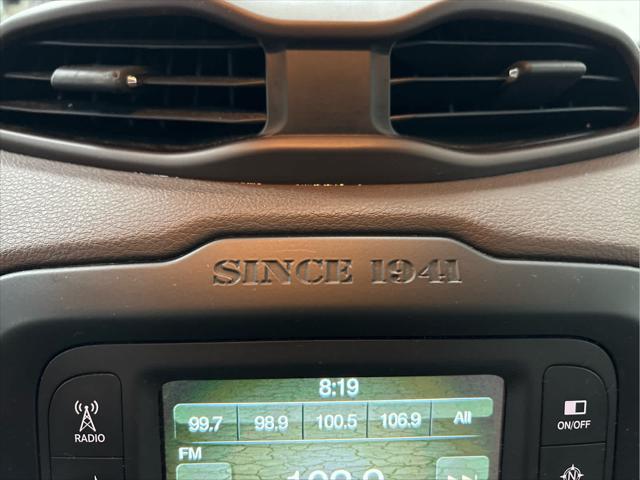 SINCE 1941
8:19
99.7 98.9 100.5 106.9 All
RADIO
ON/OFF
FM
N